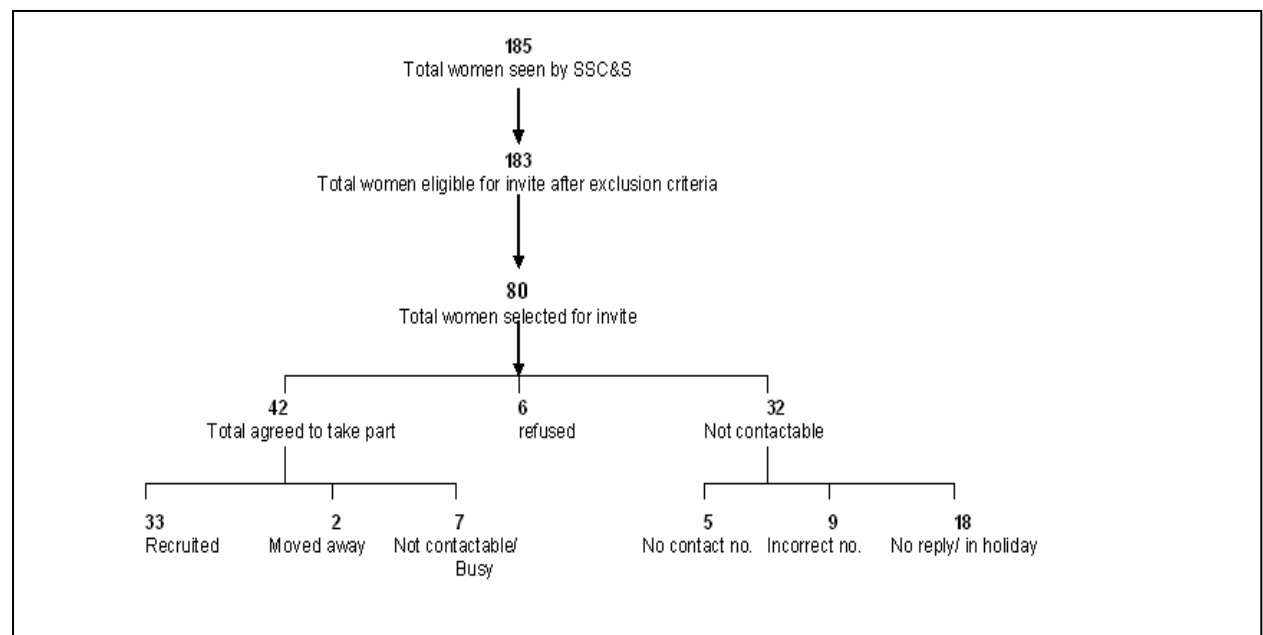 185
Total women seen by SSC&S
183
Total women eligible for invite after exclusion criteria
80
Total women selected for invite
42 6 32
Total agreed to take part refused Not contactable
33 2 7 5 9 18
Recruited Moved away Not contactable/ No contact no. Incorrect no. No reply/ in holiday
Busy